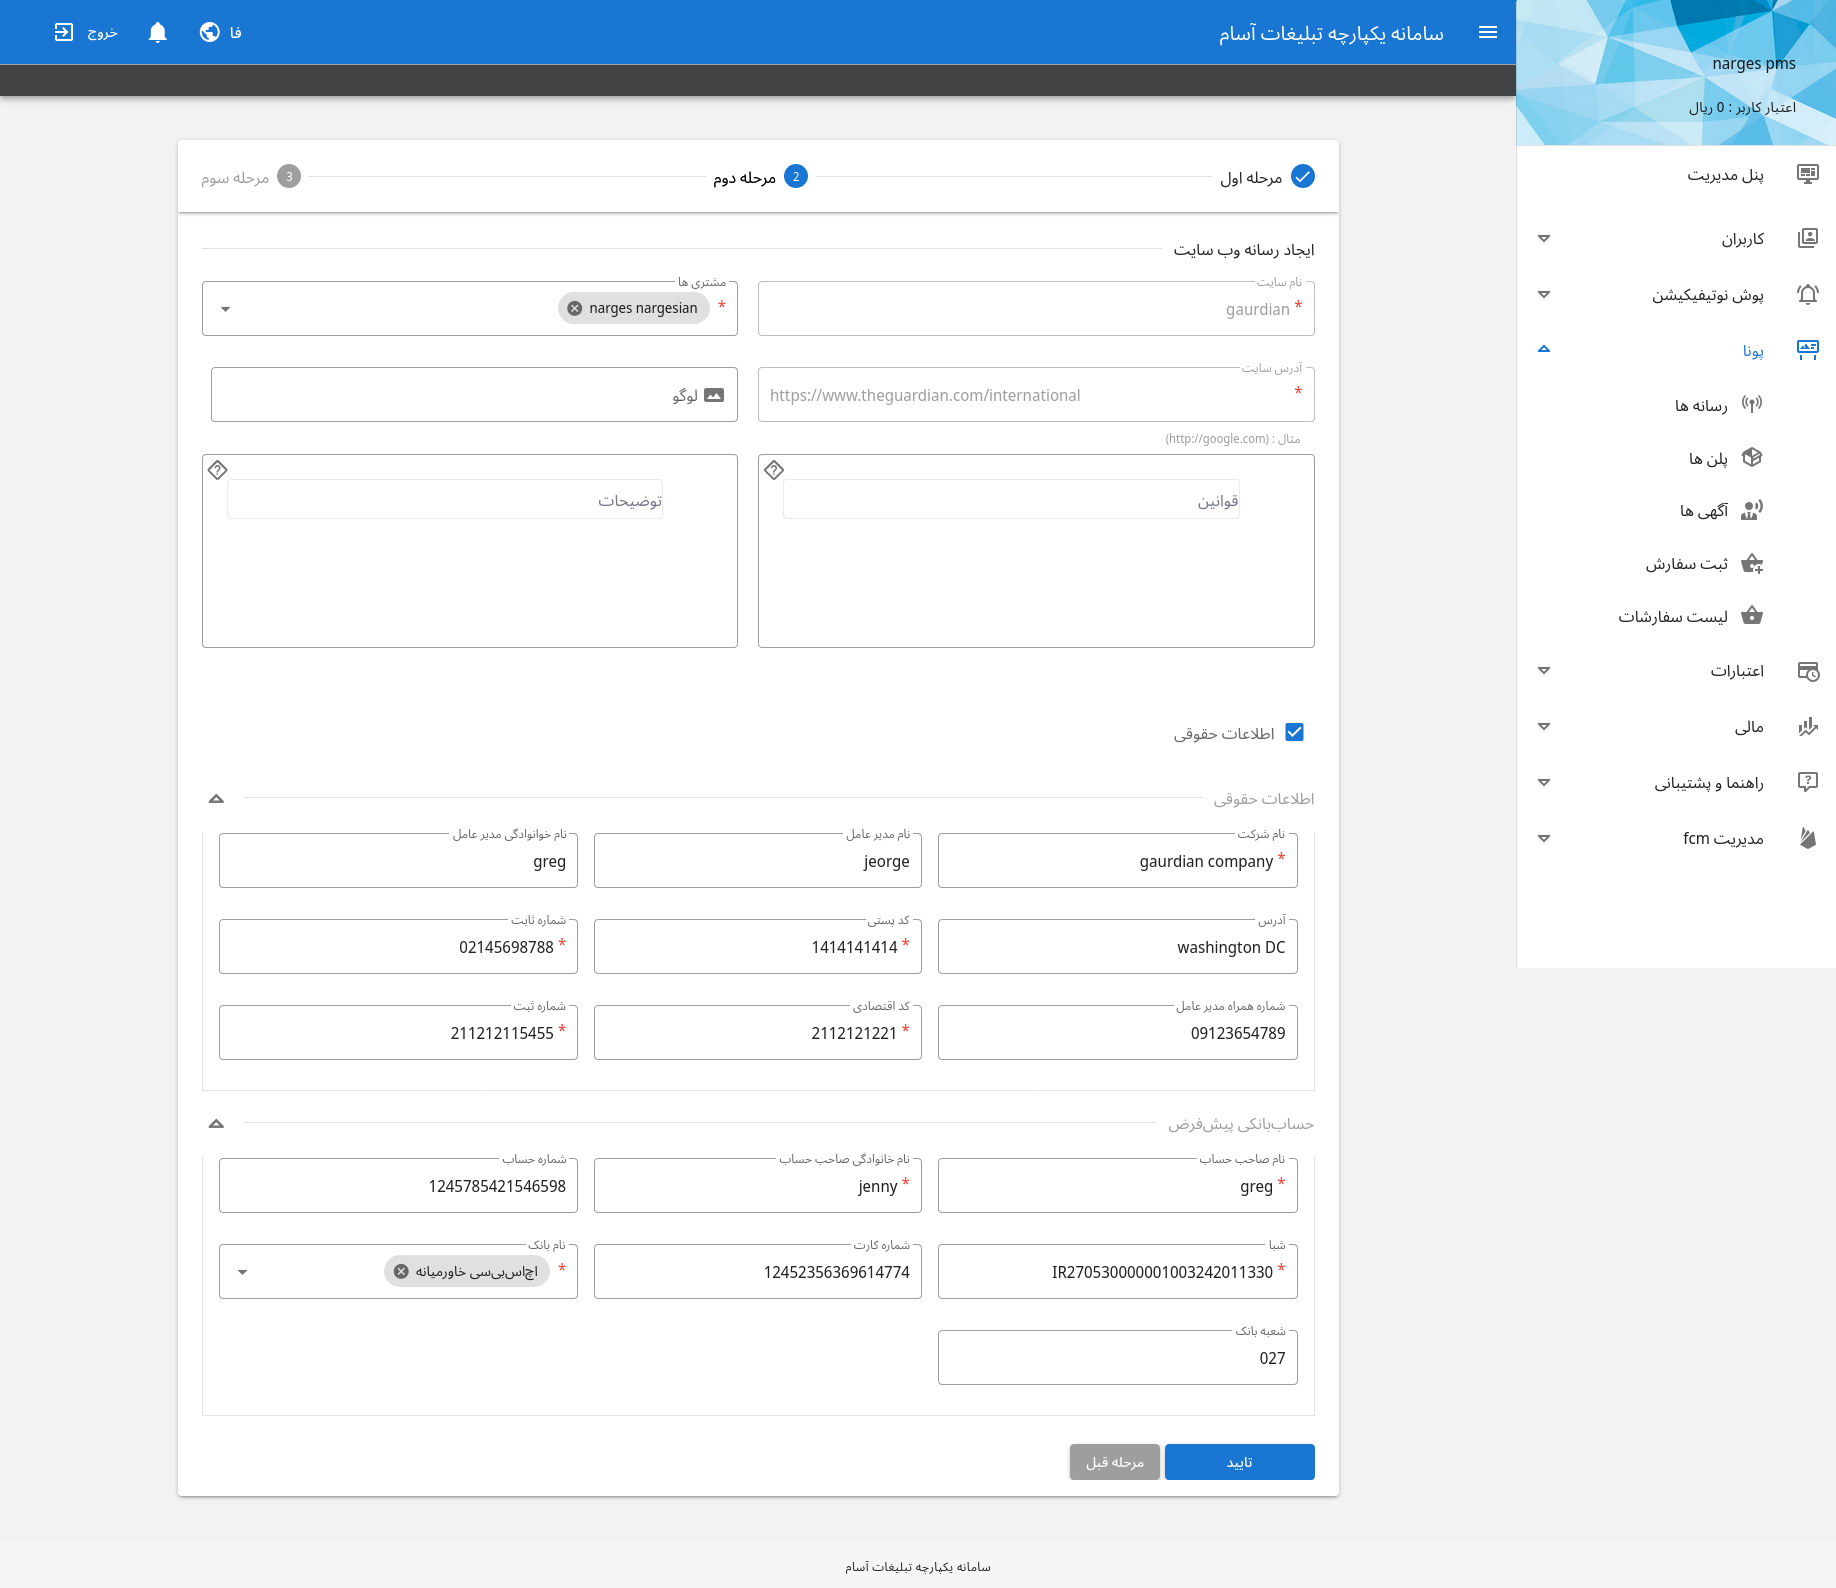 سامانه یکپارچه تبلیغات آسام
فا
خروج
narges pms
اعتبار کاربر : 0 ریال
پنل مدیریت
کاربران
پوش نوتیفیکیشن
پونا
رسانه ها
پلن ها
آگهی ها
ثبت سفارش
لیست سفارشات
اعتبارات
مالی
راهنما و پشتیبانی
مدیریت fcm
مرحله اول
2 مرحله دوم
3 مرحله سوم
ایجاد رسانه وب سایت
نام سایت
* gaurdian
مشتری ها
* narges nargesian
آدرس سایت
* https://www.theguardian.com/international
مثال : (http://google.com)
لوگو
قوانین
توضیحات
اطلاعات حقوقی
اطلاعات حقوقی
نام شرکت
* gaurdian company
نام مدیر عامل
jeorge
نام خوانوادگی مدیر عامل
greg
آدرس
washington DC
کد پستی
* 1414141414
شماره ثابت
* 02145698788
شماره همراه مدیر عامل
09123654789
کد اقتصادی
* 2112121221
شماره ثبت
* 211212115455
حساب‌بانکی پیش‌فرض
نام صاحب حساب
* greg
نام خانوادگی صاحب حساب
* jenny
شماره حساب
1245785421546598
شبا
* IR270530000001003242011330
شماره کارت
12452356369614774
نام بانک
* اچ‌اس‌بی‌سی خاورمیانه
شعبه بانک
027
تایید
مرحله قبل
سامانه یکپارچه تبلیغات آسام